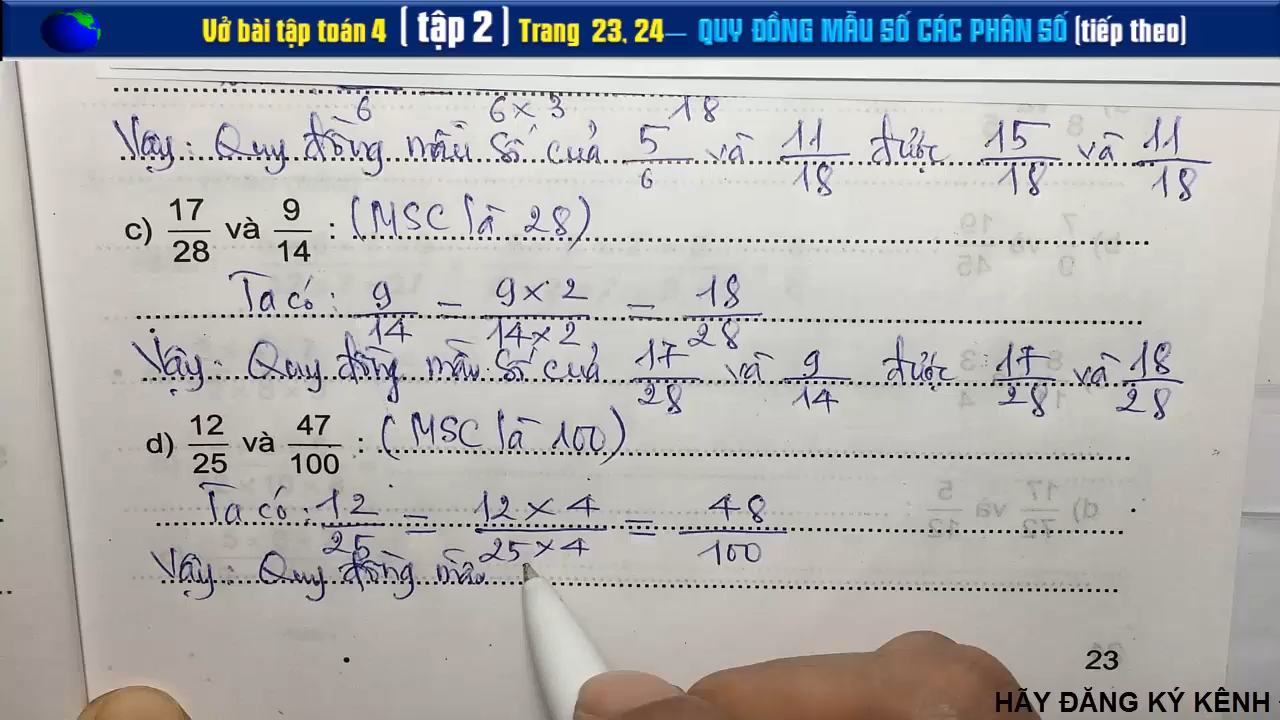 Vở bài tập toán 4 ( tập 2 ) Trang 23, 24– QUY ĐỒNG MẪU SỐ CÁC PHÂN SỐ (tiếp theo)
6 6 × 3 18
Vậy: Quy đồng mẫu số của 5/6 và 11/18 được 15/18 và 11/18
c) 17/28 và 9/14 : (MSC là 28)
Ta có: 9/14 = 9 × 2/14 × 2 = 18/28
Vậy: Quy đồng mẫu số của 17/28 và 9/14 được 17/28 và 18/28
d) 12/25 và 47/100 : (MSC là 100)
Ta có: 12/25 = 12 × 4/25 × 4 = 48/100
Vậy: Quy đồng mẫu
23
HÃY ĐĂNG KÝ KÊNH